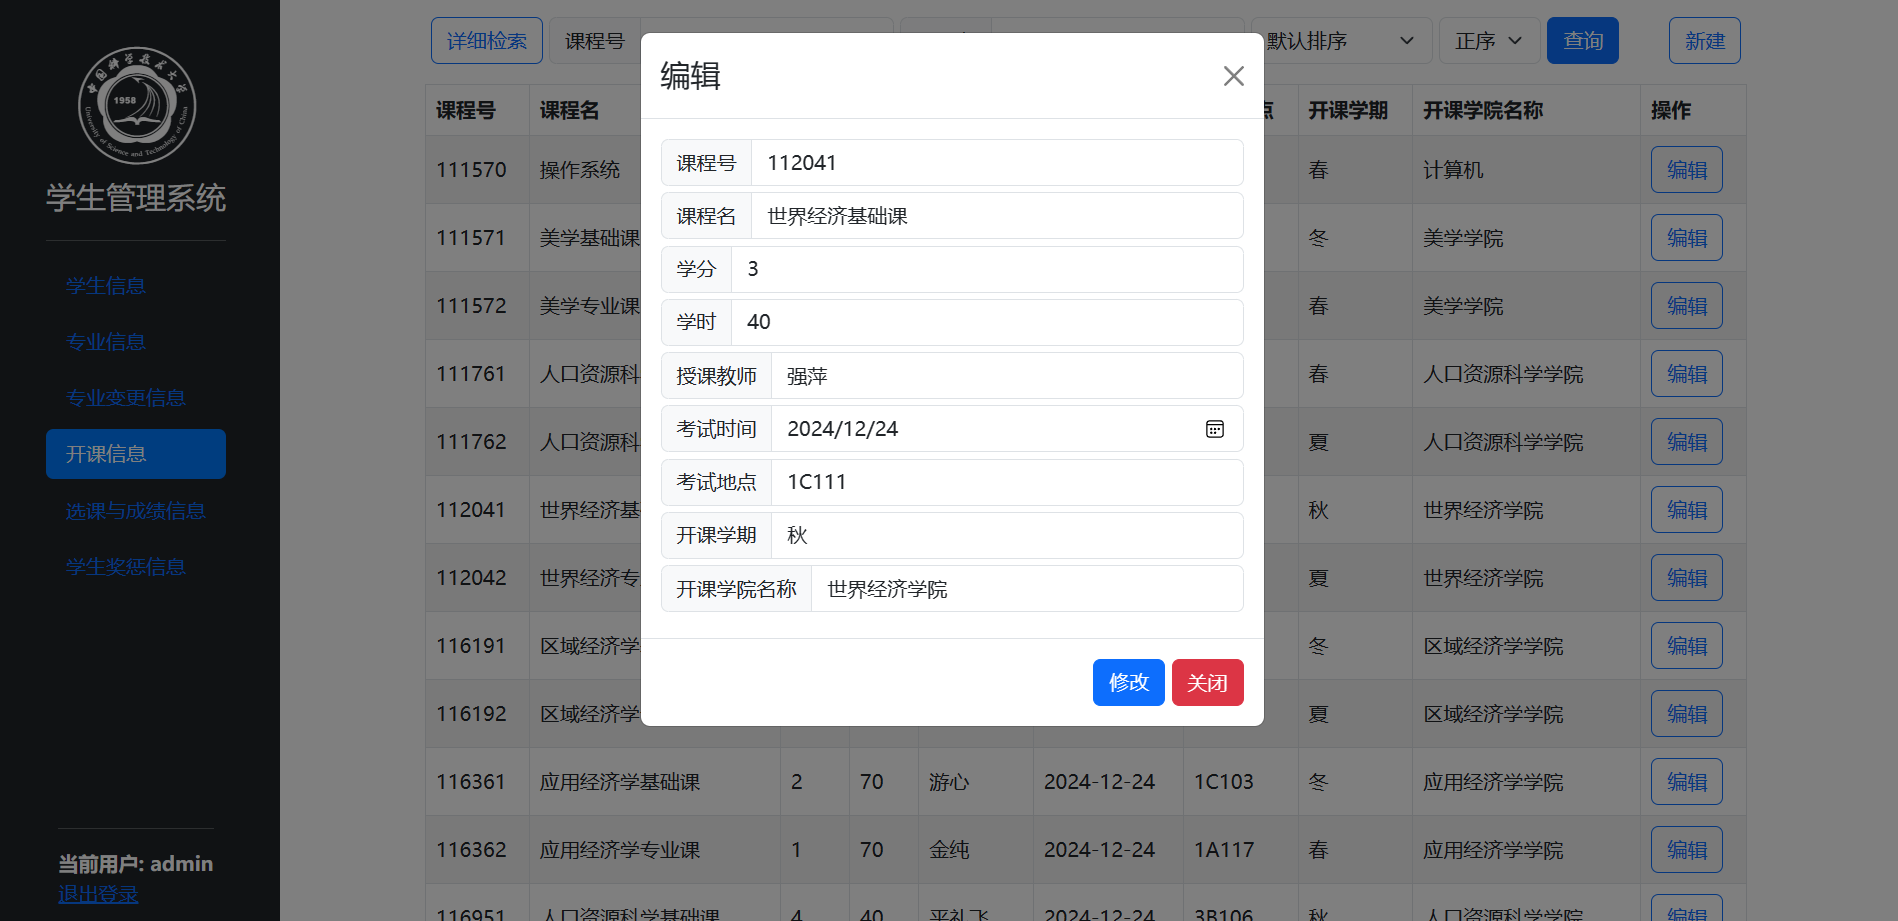 中国科学技术大学
1958
University of Science and Technology of China
学生管理系统
学生信息
专业信息
专业变更信息
开课信息
选课与成绩信息
学生奖惩信息
当前用户: admin
退出登录
详细检索 课程号 默认排序 正序 查询 新建
课程号 课程名 点 开课学期 开课学院名称 操作
111570 操作系统 春 计算机 编辑
111571 美学基础课 冬 美学学院 编辑
111572 美学专业课 春 美学学院 编辑
111761 人口资源科 春 人口资源科学学院 编辑
111762 人口资源科 夏 人口资源科学学院 编辑
112041 世界经济基 秋 世界经济学院 编辑
112042 世界经济专 夏 世界经济学院 编辑
116191 区域经济学 冬 区域经济学学院 编辑
116192 区域经济学 夏 区域经济学学院 编辑
116361 应用经济学基础课 2 70 游心 2024-12-24 1C103 冬 应用经济学学院 编辑
116362 应用经济学专业课 1 70 金纯 2024-12-24 1A117 春 应用经济学学院 编辑
116951 人口资源科学基础课 4 40 平礼飞 2024-12-24 3B106 秋 人口资源科学学院 编辑
编辑
课程号 112041
课程名 世界经济基础课
学分 3
学时 40
授课教师 强萍
考试时间 2024/12/24
考试地点 1C111
开课学期 秋
开课学院名称 世界经济学院
修改 关闭